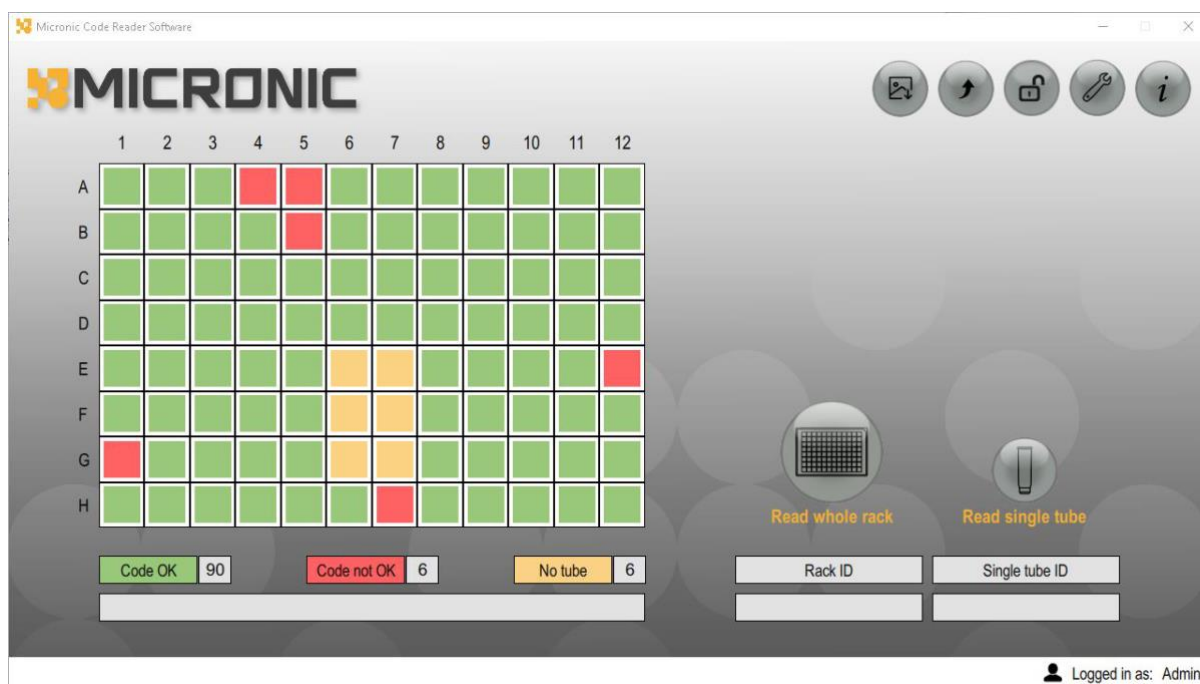 Micronic Code Reader Software
MICRONIC
i
1 2 3 4 5 6 7 8 9 10 11 12
A
B
C
D
E
F
G
H
Read whole rack Read single tube
Code OK 90 Code not OK 6 No tube 6 Rack ID Single tube ID
Logged in as: Admin